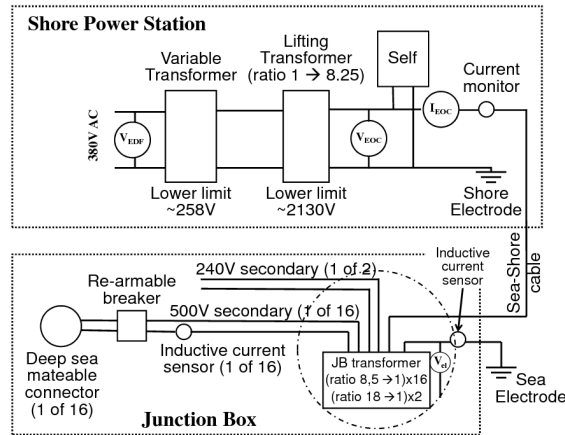 Shore Power Station
Variable
Transformer
Lifting
Transformer
(ratio 1 → 8.25)
Self
Current
monitor
380V AC
V_EDF
V_EOC
I_EOC
Lower limit
~258V
Lower limit
~2130V
Shore
Electrode
Sea-Shore
cable
240V secondary (1 of 2)
Inductive
current
sensor
Re-armable
breaker
500V secondary (1 of 16)
Deep sea
mateable
connector
(1 of 16)
Inductive current
sensor (1 of 16)
JB transformer
(ratio 8,5 →1)x16
(ratio 18 →1)x2
V_el
Sea
Electrode
Junction Box